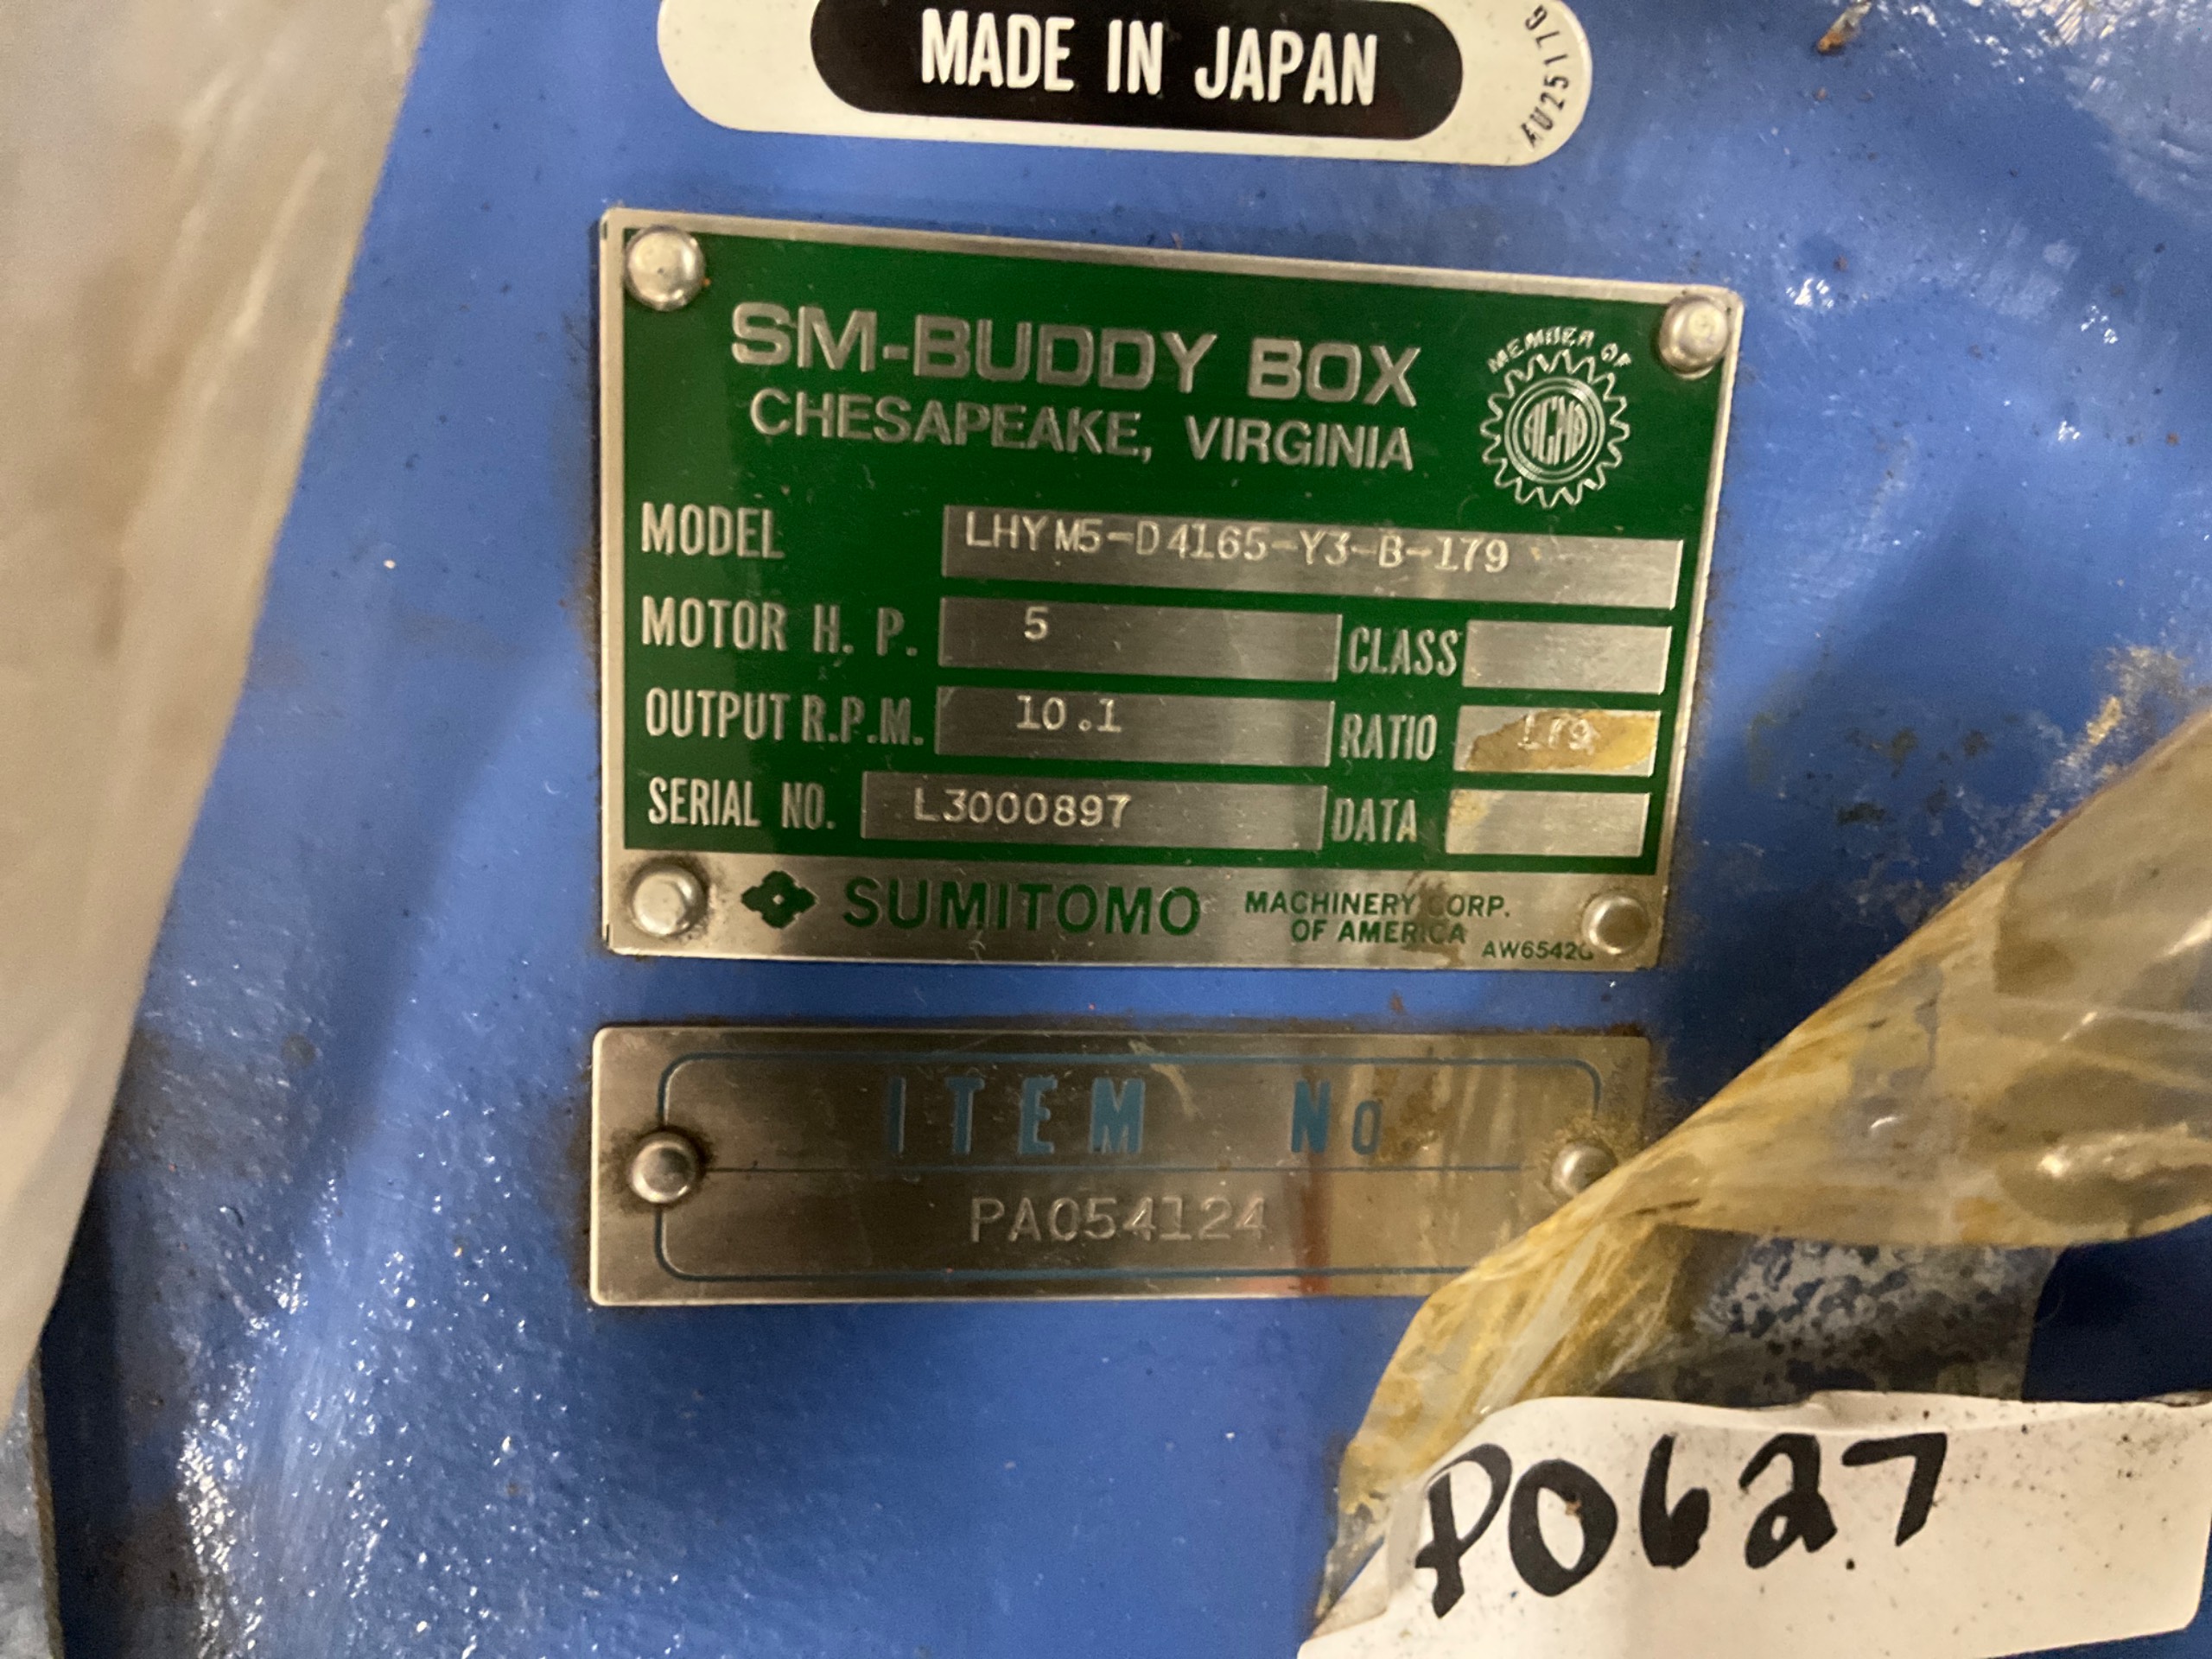 MADE IN JAPAN
AU2517G
SM-BUDDY BOX
CHESAPEAKE, VIRGINIA
MEMBER OF
AGMA
MODEL LHYM5-D4165-Y3-B-179
MOTOR H. P. 5 CLASS
OUTPUT R.P.M. 10.1 RATIO 179
SERIAL NO. L3000897 DATA
SUMITOMO MACHINERY CORP.
OF AMERICA
AW6542G
ITEM No
PA054124
P0627